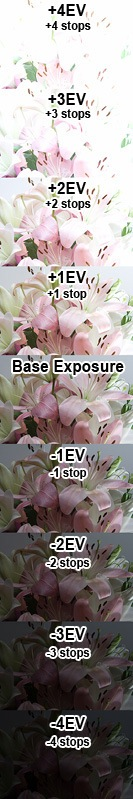 +4EV
+4 stops
+3EV
+3 stops
+2EV
+2 stops
+1EV
+1 stop
Base Exposure
-1EV
-1 stop
-2EV
-2 stops
-3EV
-3 stops
-4EV
-4 stops